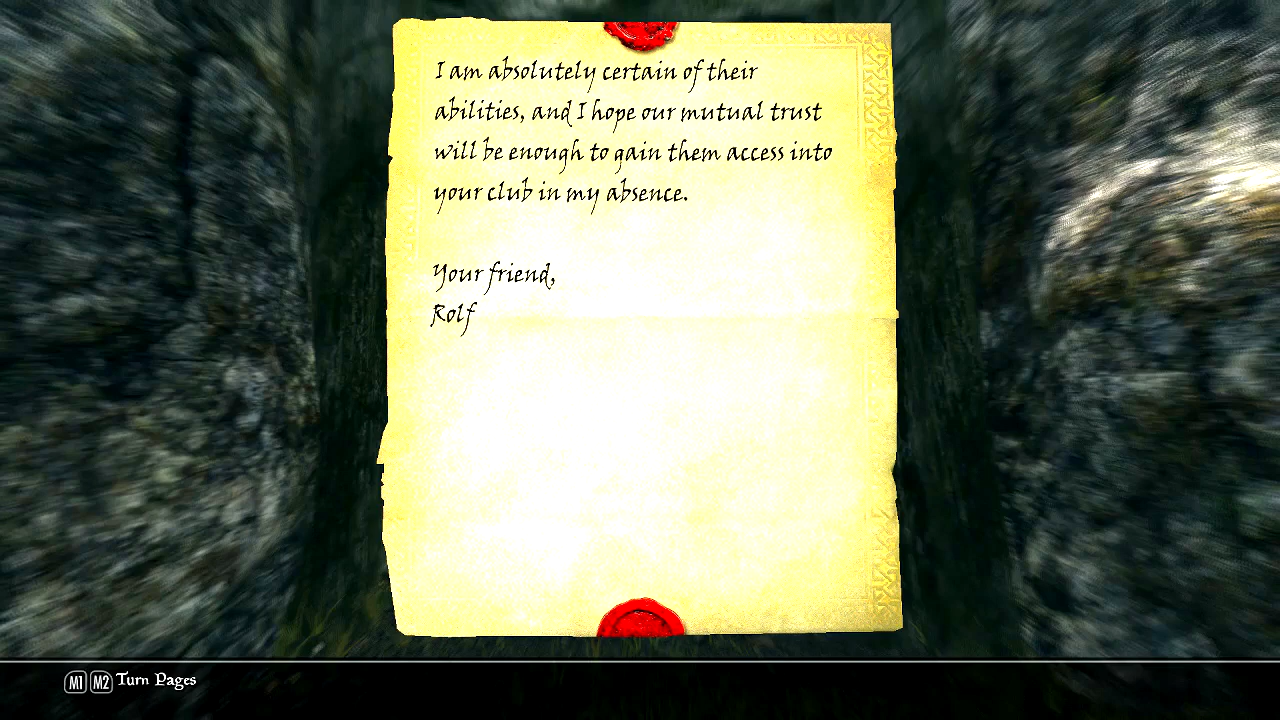 I am absolutely certain of their
abilities, and I hope our mutual trust
will be enough to gain them access into
your club in my absence.
Your friend,
Rolf
M1 M2 Turn Pages